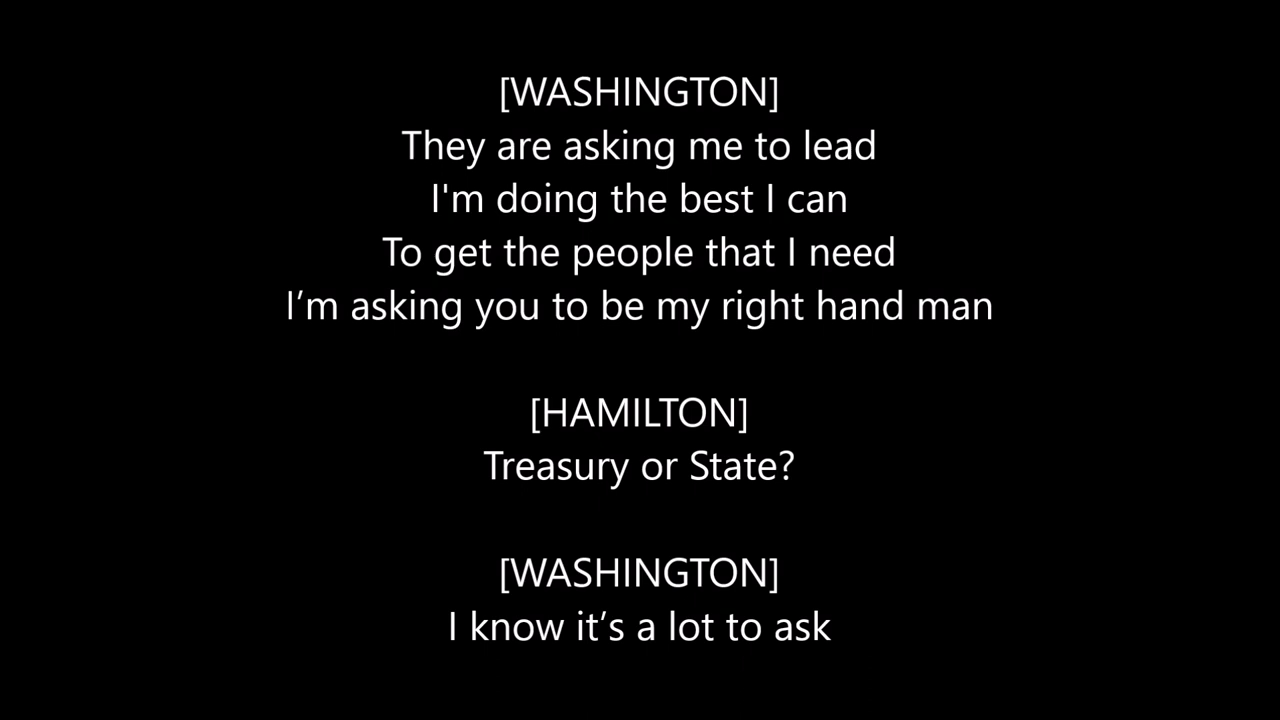 [WASHINGTON]
They are asking me to lead
I'm doing the best I can
To get the people that I need
I’m asking you to be my right hand man
[HAMILTON]
Treasury or State?
[WASHINGTON]
I know it’s a lot to ask